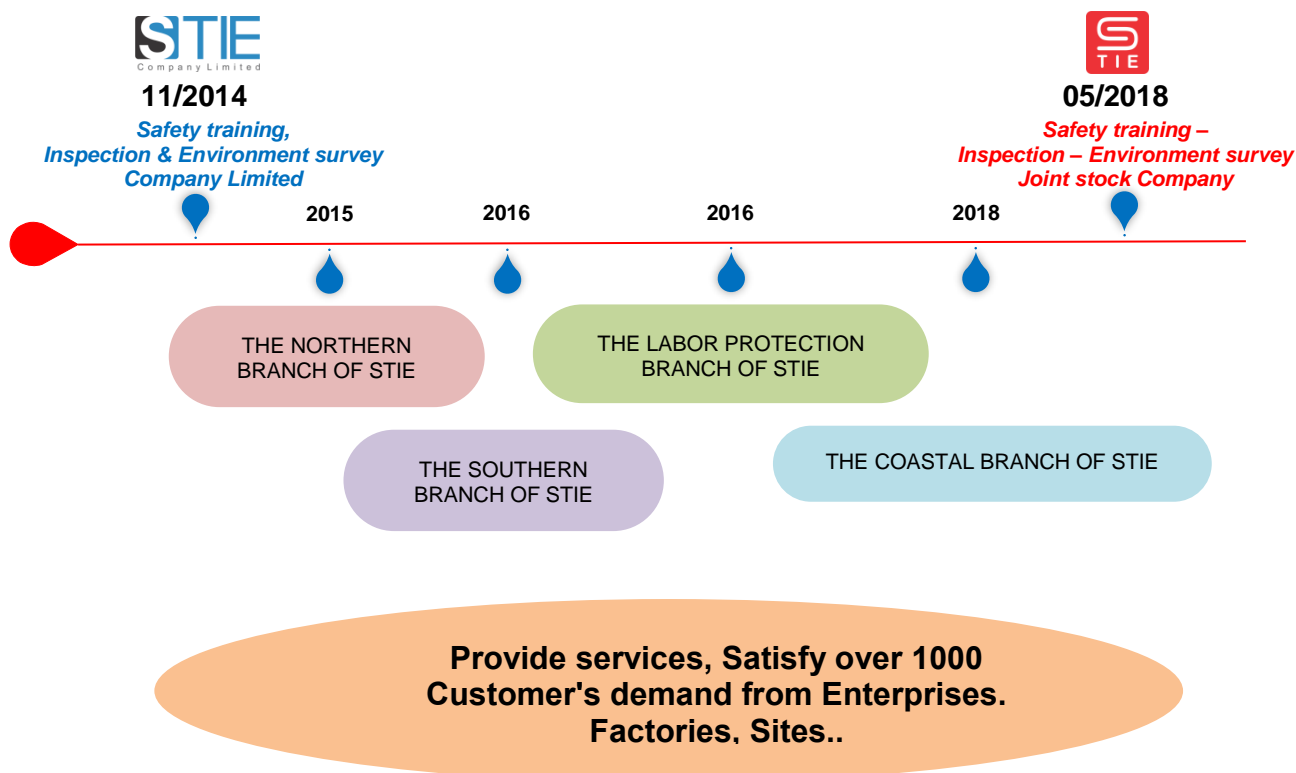 STIE
Company Limited
11/2014
Safety training,
Inspection & Environment survey
Company Limited
S
TIE
05/2018
Safety training –
Inspection – Environment survey
Joint stock Company
2015
2016
2016
2018
THE NORTHERN
BRANCH OF STIE
THE LABOR PROTECTION
BRANCH OF STIE
THE SOUTHERN
BRANCH OF STIE
THE COASTAL BRANCH OF STIE
Provide services, Satisfy over 1000
Customer's demand from Enterprises.
Factories, Sites..